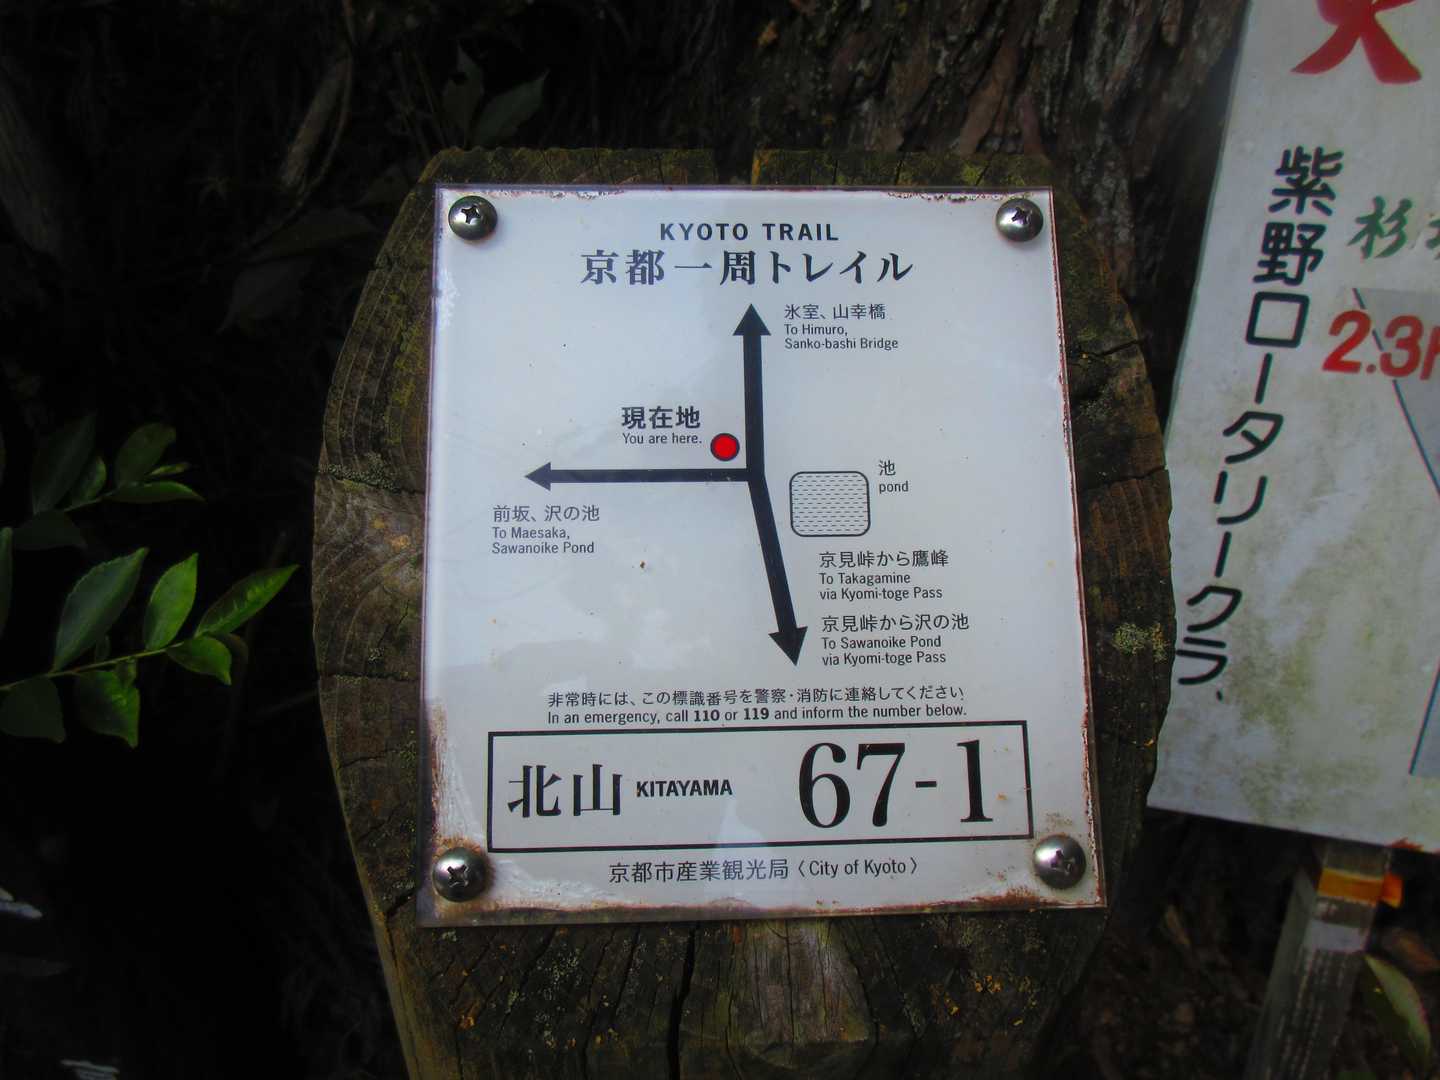 KYOTO TRAIL
京都一周トレイル
氷室、山幸橋
To Himuro,
Sanko-bashi Bridge
現在地
You are here.
池
pond
前坂、沢の池
To Maesaka,
Sawanoike Pond
京見峠から鷹峰
To Takagamine
via Kyomi-toge Pass
京見峠から沢の池
To Sawanoike Pond
via Kyomi-toge Pass
非常時には、この標識番号を警察・消防に連絡してください
In an emergency, call 110 or 119 and inform the number below.
北山 KITAYAMA 67-1
京都市産業観光局〈City of Kyoto〉
紫野ロータリークラ
杉
2.3